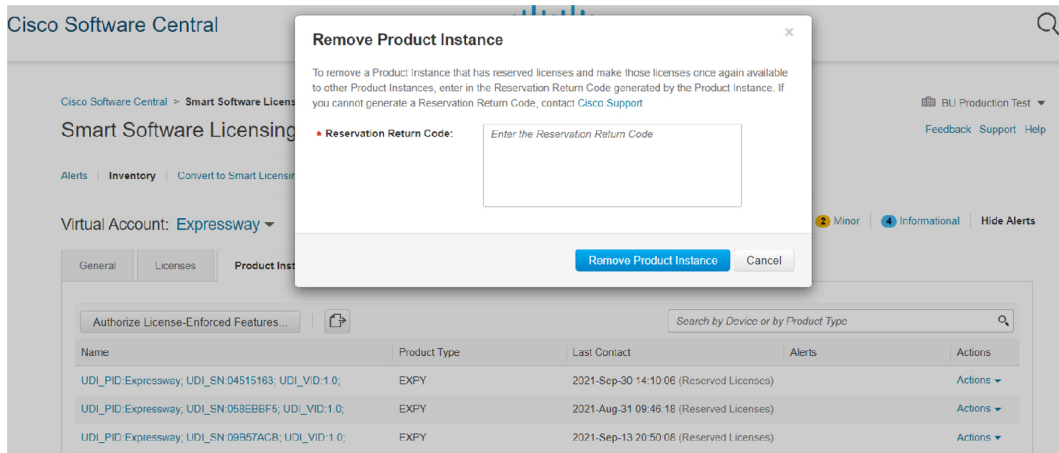 Cisco Software Central
Remove Product Instance
×
To remove a Product Instance that has reserved licenses and make those licenses once again available
to other Product Instances, enter in the Reservation Return Code generated by the Product Instance. If
you cannot generate a Reservation Return Code, contact Cisco Support
* Reservation Return Code:
Enter the Reservation Return Code
Remove Product Instance
Cancel
Cisco Software Central > Smart Software Licens
BU Production Test
Smart Software Licensing
Feedback Support Help
Alerts | Inventory | Convert to Smart Licensin
Virtual Account: Expressway
2 Minor | 4 Informational | Hide Alerts
General Licenses Product Inst
Authorize License-Enforced Features...
Search by Device or by Product Type
Name Product Type Last Contact Alerts Actions
UDI_PID:Expressway; UDI_SN:04515163; UDI_VID:1.0; EXPY 2021-Sep-30 14:10:06 (Reserved Licenses) Actions
UDI_PID:Expressway; UDI_SN:058EBBF5; UDI_VID:1.0; EXPY 2021-Aug-31 09:46:18 (Reserved Licenses) Actions
UDI_PID:Expressway; UDI_SN:09B57ACB; UDI_VID:1.0; EXPY 2021-Sep-13 20:50:08 (Reserved Licenses) Actions